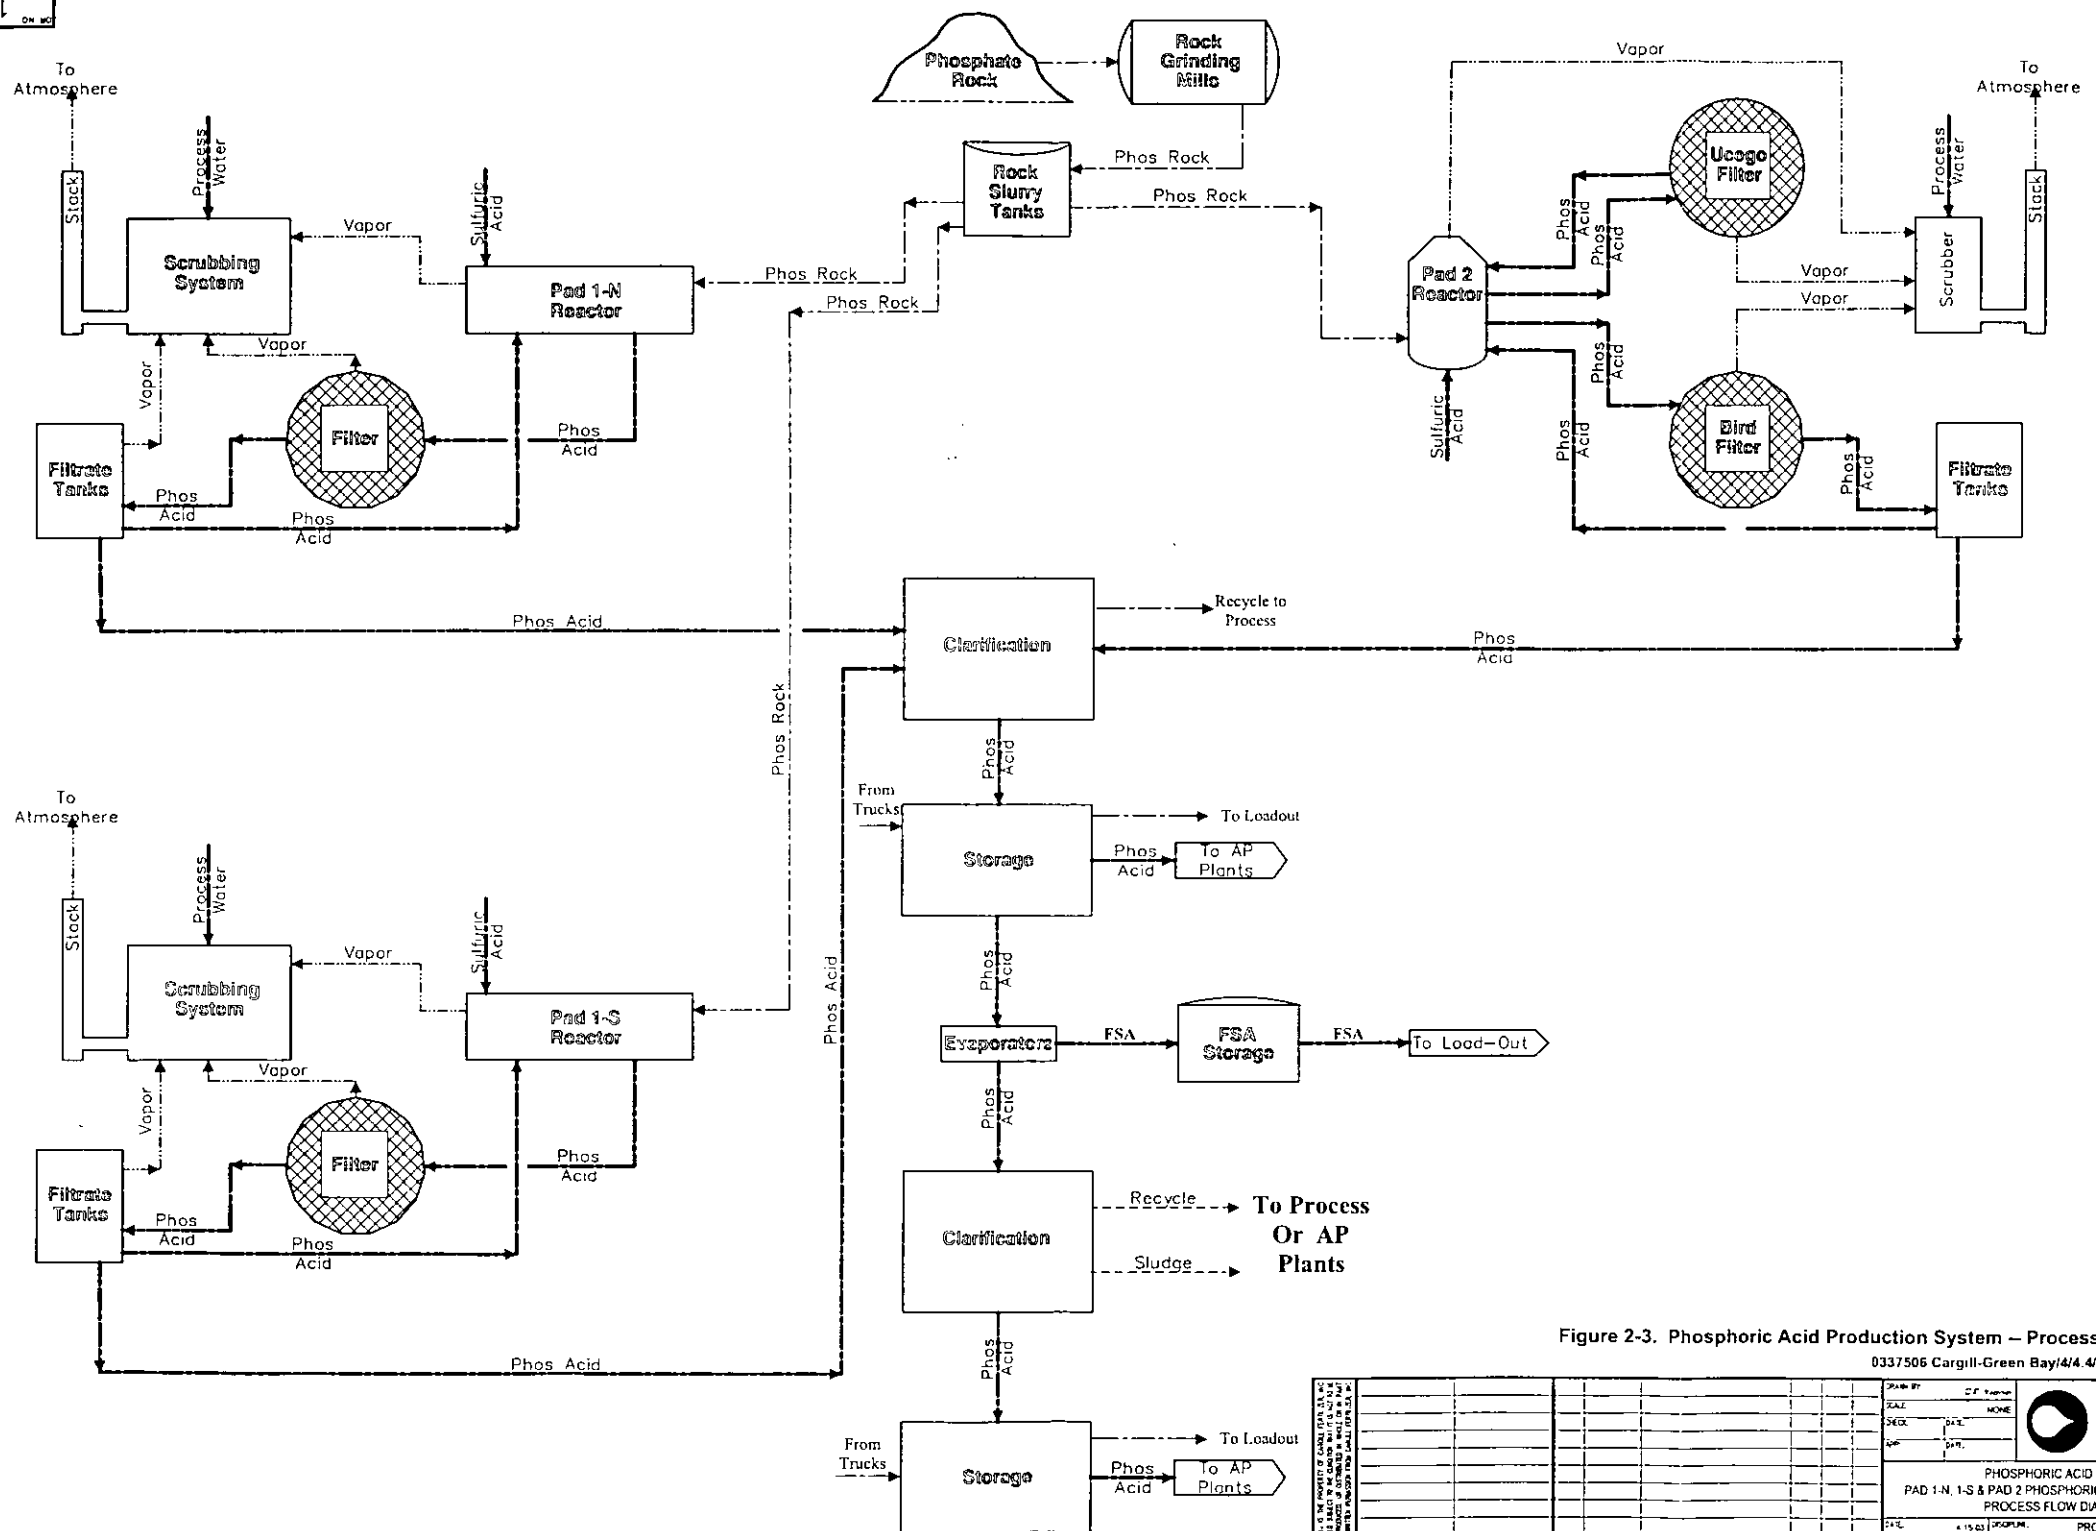 To
Atmosphere
Stack
Process
Water
Scrubbing
System
Vapor
Sulfuric
Acid
Pad 1-N
Reactor
Vapor
Vapor
Filter
Phos
Acid
Filtrate
Tanks
Phos
Acid
Phos
Acid
Phos Acid
Phosphate
Rock
Rock
Grinding
Mills
Phos Rock
Rock
Slurry
Tanks
Phos Rock
Phos Rock
Phos Rock
Phos Rock
Vapor
Ucego
Filter
Phos
Acid
Phos
Acid
Pad 2
Reactor
Sulfuric
Acid
Phos
Acid
Phos
Acid
Bird
Filter
Vapor
Vapor
Process
Water
Scrubber
Stack
To
Atmosphere
Phos
Acid
Filtrate
Tanks
Phos
Acid
Clarification
Recycle to
Process
Phos
Acid
From
Trucks
Storage
To Loadout
Phos
Acid
To AP
Plants
Phos
Acid
Evaporators
FSA
FSA
Storage
FSA
To Load-Out
Phos
Acid
Clarification
Recycle
Sludge
To Process
Or AP
Plants
Phos
Acid
From
Trucks
Storage
To Loadout
Phos
Acid
To AP
Plants
To
Atmosphere
Stack
Process
Water
Scrubbing
System
Vapor
Sulfuric
Acid
Pad 1-S
Reactor
Vapor
Vapor
Filter
Phos
Acid
Filtrate
Tanks
Phos
Acid
Phos
Acid
Phos Acid
Phos Acid
Figure 2-3. Phosphoric Acid Production System – Process
0337506 Cargill-Green Bay/4/4.4/
SCALE
NONE
DATE
DATE
PHOSPHORIC ACID
PAD 1-N, 1-S & PAD 2 PHOSPHORI
PROCESS FLOW DIA